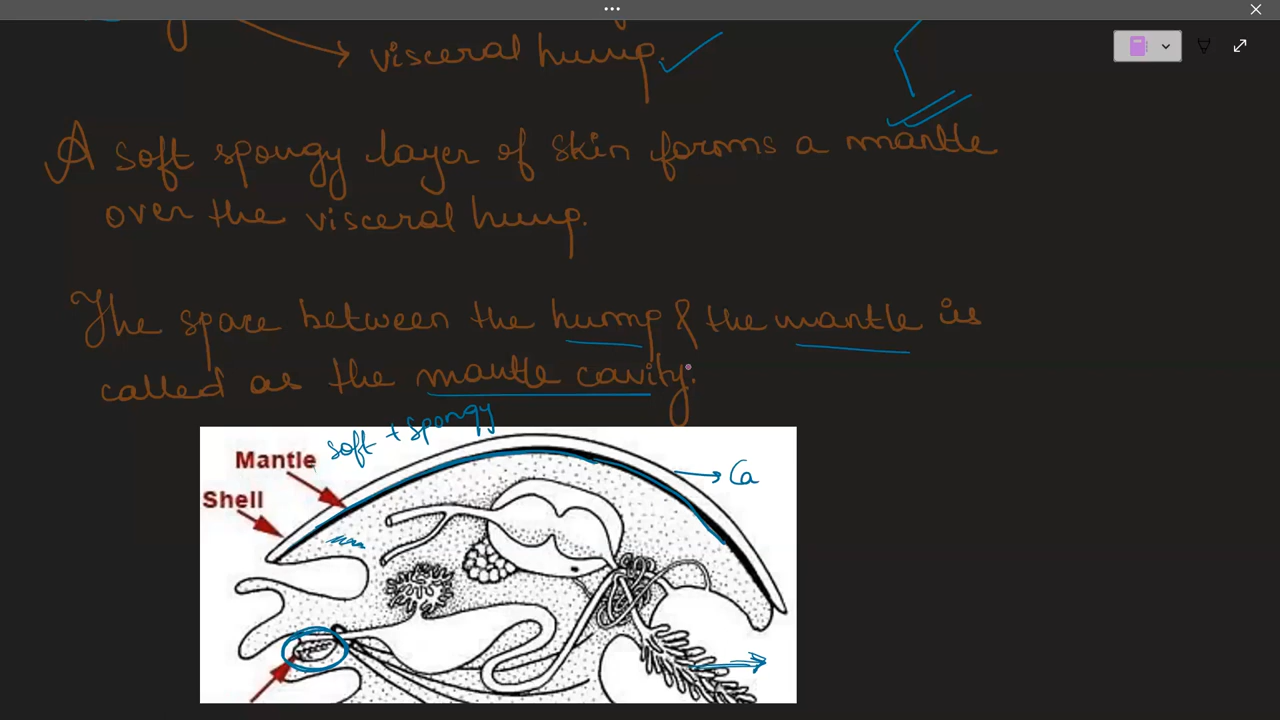 visceral hump.
A soft spongy layer of skin forms a mantle
over the visceral hump.
The space between the hump & the mantle is
called as the mantle cavity.
soft + spongy
Mantle
Ca
Shell